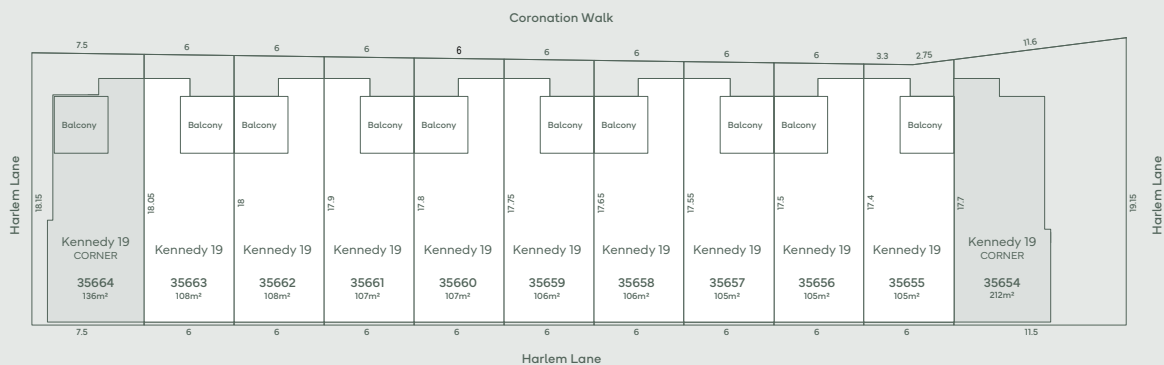 Coronation Walk
7.5 6 6 6 6 6 6 6 6 3.3 2.75 11.6
Balcony Balcony Balcony Balcony Balcony Balcony Balcony Balcony Balcony Balcony
Harlem Lane
18.15 18.05 18 17.9 17.8 17.75 17.65 17.55 17.5 17.4 17.7 19.15
Harlem Lane
Kennedy 19 Kennedy 19 Kennedy 19 Kennedy 19 Kennedy 19 Kennedy 19 Kennedy 19 Kennedy 19 Kennedy 19 Kennedy 19 Kennedy 19
CORNER CORNER
35664 35663 35662 35661 35660 35659 35658 35657 35656 35655 35654
136m² 108m² 108m² 107m² 107m² 106m² 106m² 105m² 105m² 105m² 212m²
7.5 6 6 6 6 6 6 6 6 6 11.5
Harlem Lane